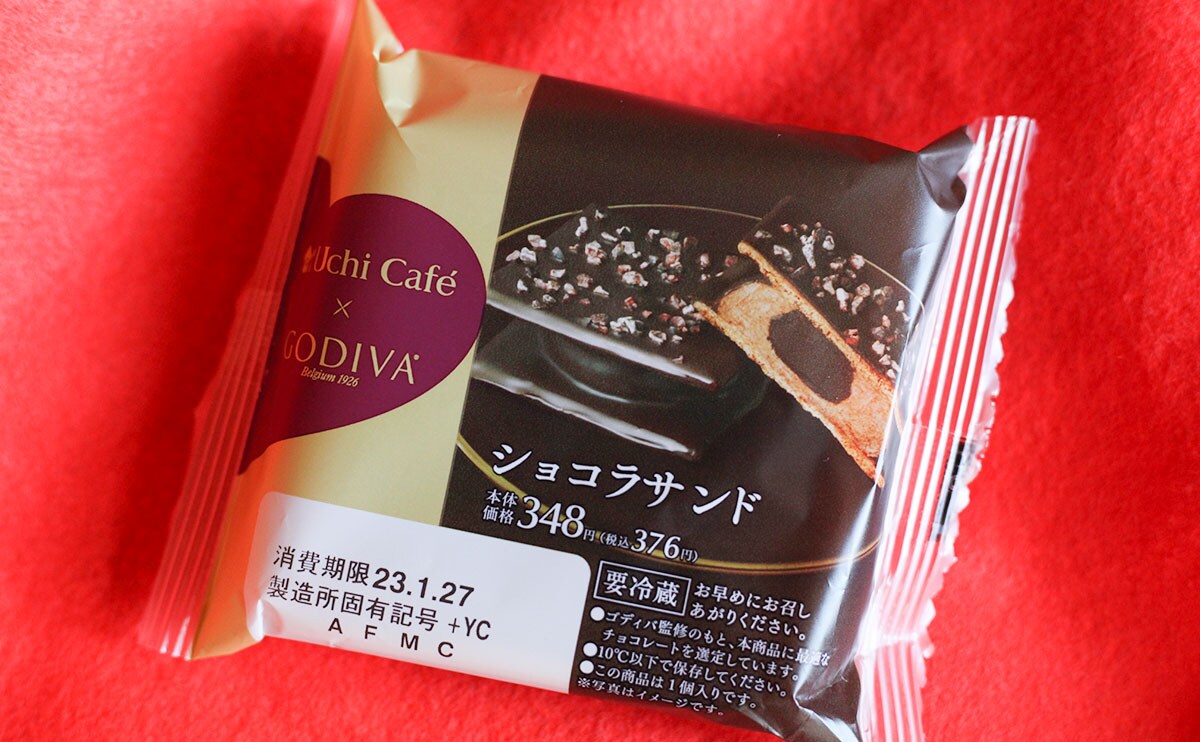 Uchi Café
×
GODIVA
Belgium 1926
ショコラサンド
本体価格348円(税込376円)
消費期限23.1.27
製造所固有記号+YC
A F M C
要冷蔵 お早めにお召し
あがりください。
●ゴディバ監修のもと、本商品に最適な
チョコレートを選定しています。
●10℃以下で保存してください。
●この商品は1個入りです。
※写真はイメージです。